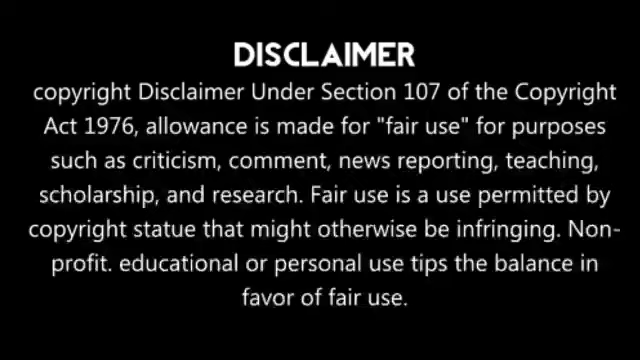 DISCLAIMER
copyright Disclaimer Under Section 107 of the Copyright
Act 1976, allowance is made for "fair use" for purposes
such as criticism, comment, news reporting, teaching,
scholarship, and research. Fair use is a use permitted by
copyright statue that might otherwise be infringing. Non-
profit. educational or personal use tips the balance in
favor of fair use.